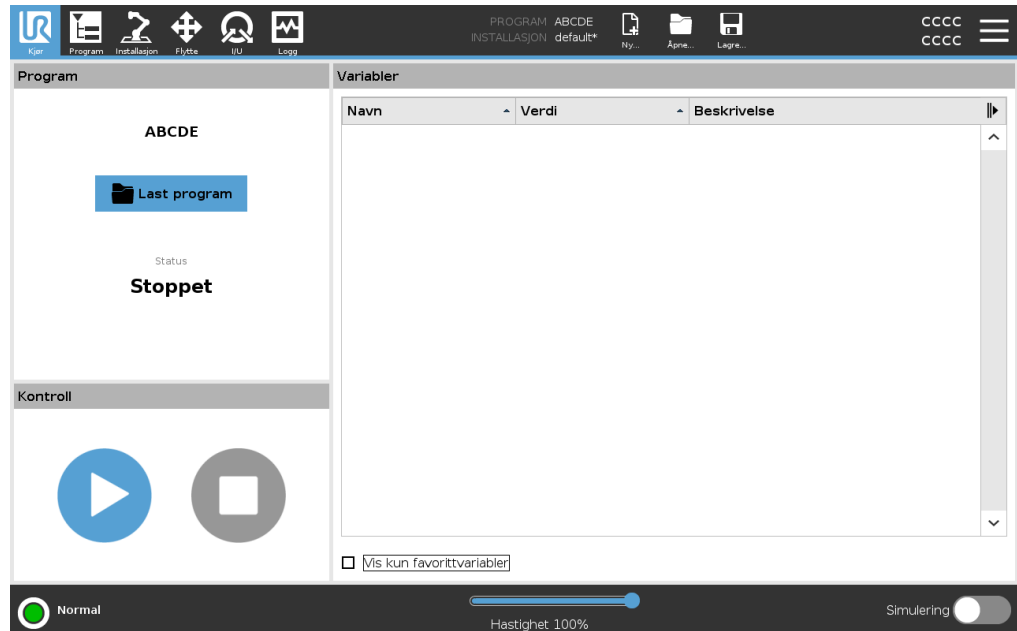 PROGRAM ABCDE
INSTALLASJON default*
CCCC
CCCC
Kjør Program Installasjon Flytte I/U Logg Ny... Åpne... Lagre...
Program
ABCDE
Last program
Status
Stoppet
Kontroll
Variabler
Navn Verdi Beskrivelse
Vis kun favorittvariabler
Normal
Hastighet 100%
Simulering